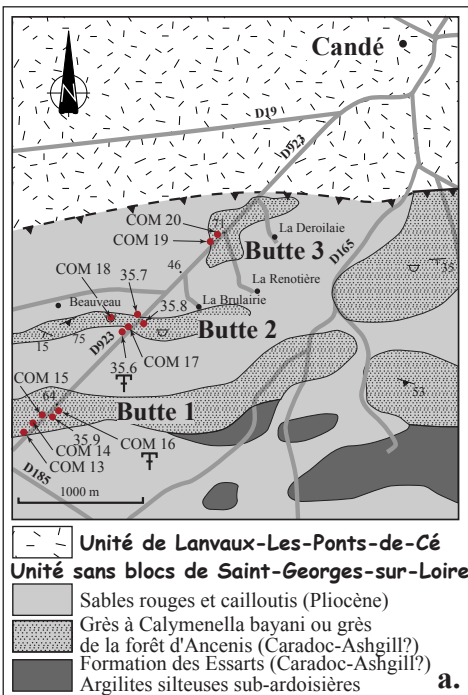 Candé
D19
D923
COM 20
71
COM 19
La Deroilaie
Butte 3
D165
46
COM 18
35.7
La Renotière
35
Beauveau
35.8
La Brulairie
Butte 2
15
75
D923
COM 17
35.6
COM 15
53
64
Butte 1
35.9
COM 16
COM 14
COM 13
D185
1000 m
Unité de Lanvaux-Les-Ponts-de-Cé
Unité sans blocs de Saint-Georges-sur-Loire
Sables rouges et cailloutis (Pliocène)
Grès à Calymenella bayani ou grès
de la forêt d'Ancenis (Caradoc-Ashgill?)
Formation des Essarts (Caradoc-Ashgill?)
Argilites silteuses sub-ardoisières
a.